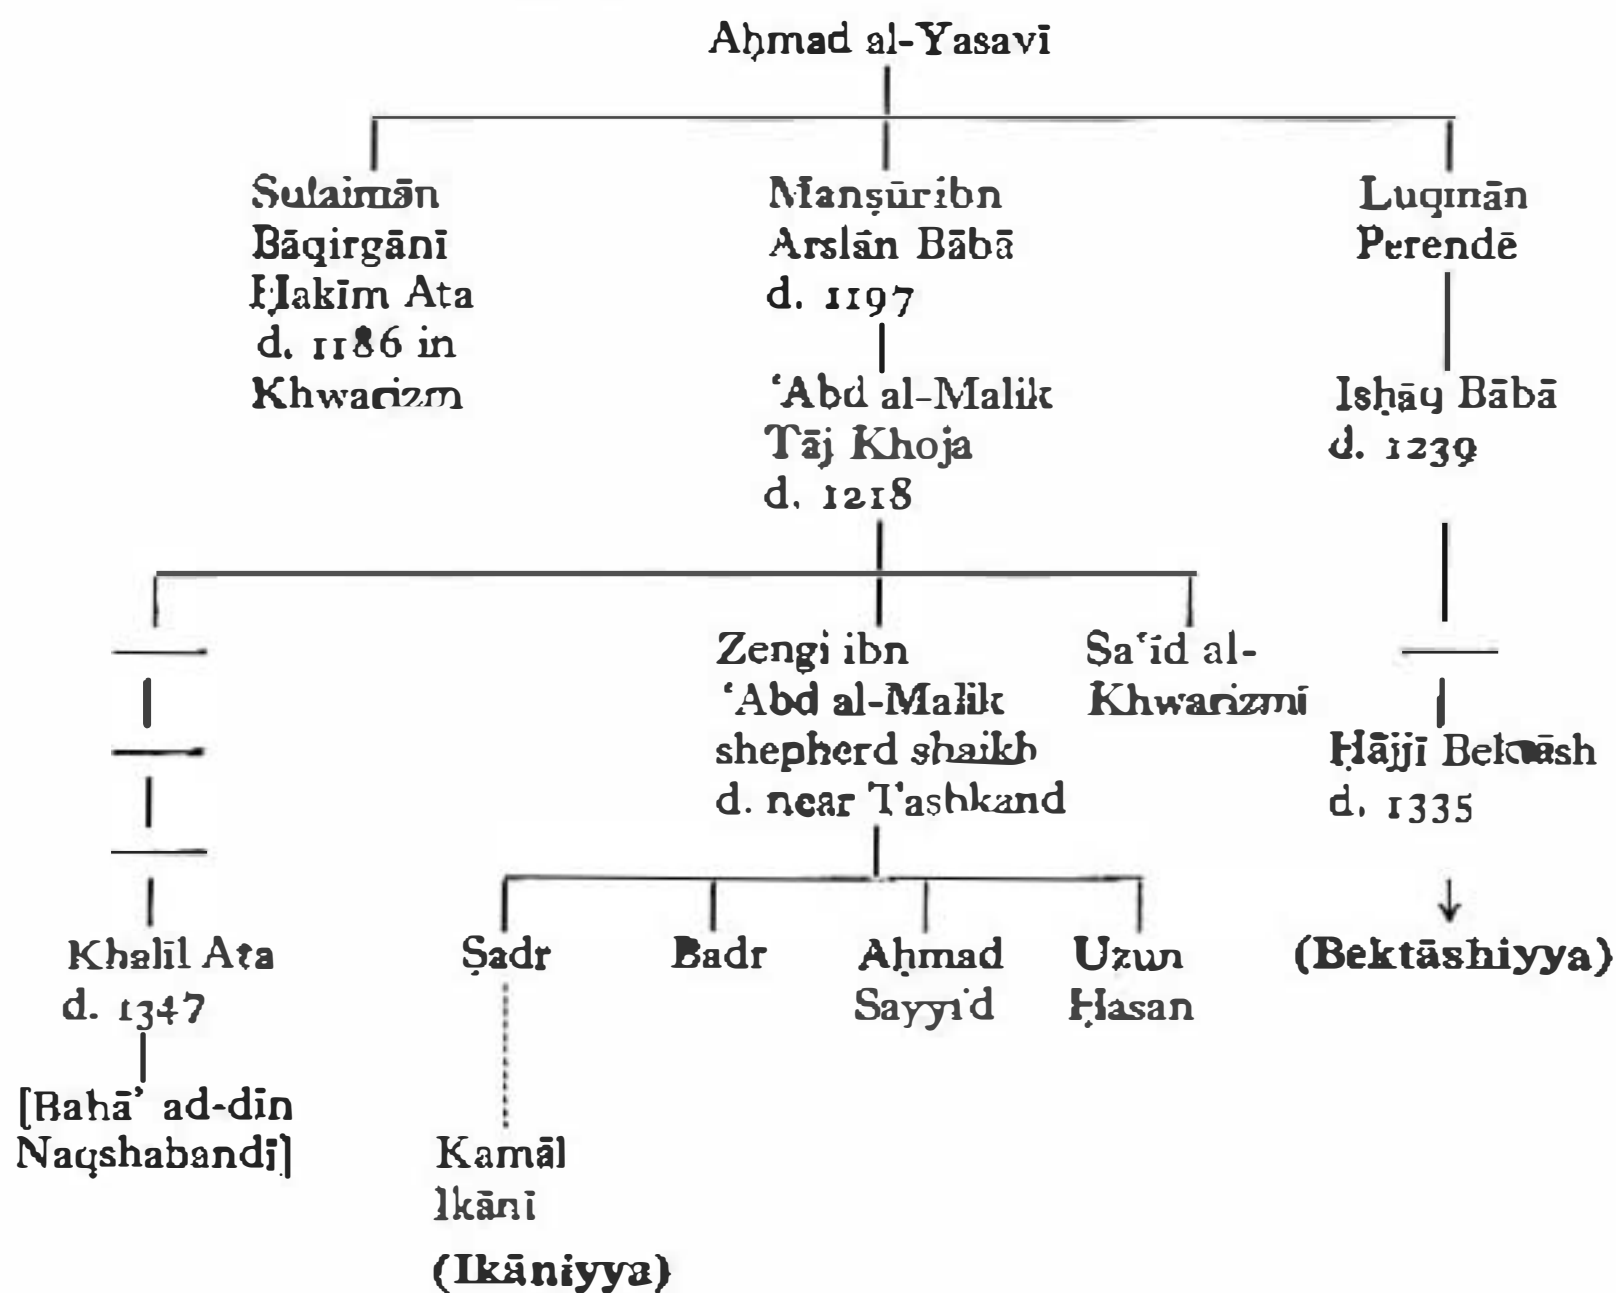 Aḥmad al-Yasavī
Sulaimān
Bāqirgānī
Ḥakīm Ata
d. 1186 in
Khwarizm
Manṣūr ibn
Arslān Bābā
d. 1197
Luqmān
Perendē
‘Abd al-Malik
Tāj Khoja
d. 1218
Isḥāq Bābā
d. 1239
Zengi ibn
‘Abd al-Malik
shepherd shaikh
d. near Tashkand
Sa‘īd al-
Khwarizmī
Ḥājjī Bektāsh
d. 1335
Khalīl Ata
d. 1347
Ṣadr
Badr
Aḥmad
Sayyid
Uzun
Ḥasan
(Bektāshiyya)
[Bahā’ ad-dīn
Naqshabandī]
Kamāl
Ikānī
(Ikāniyya)